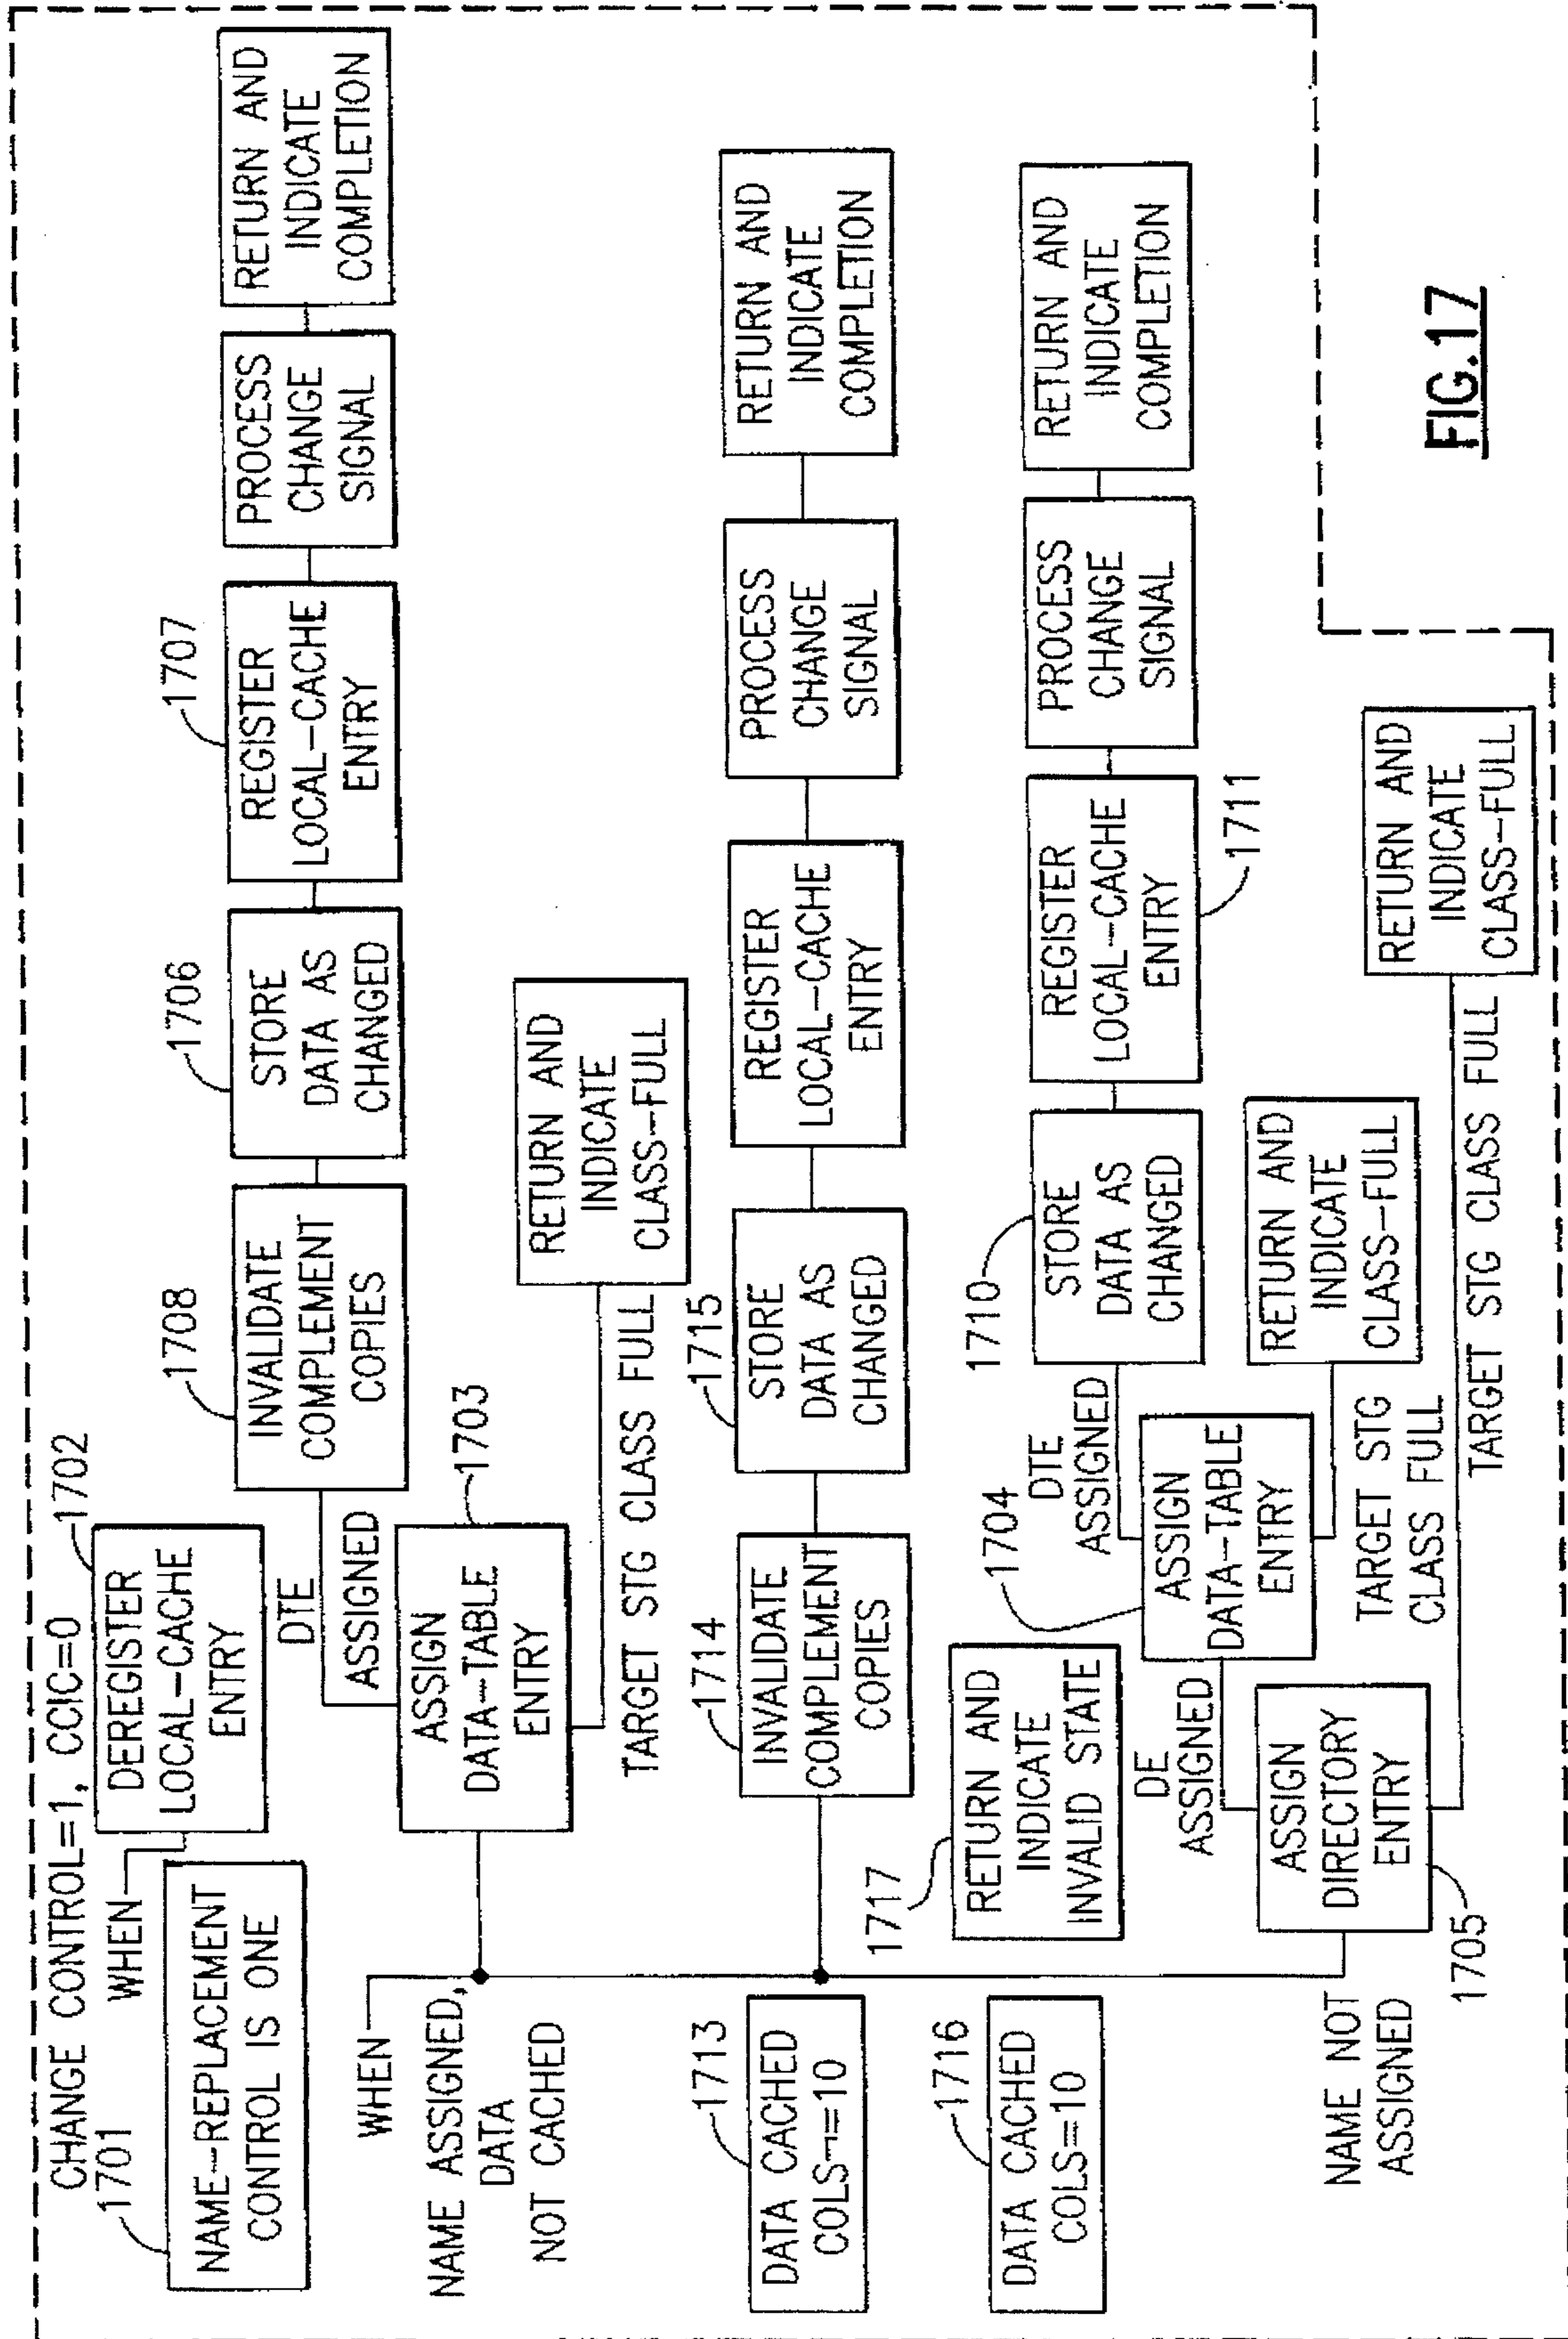 CHANGE CONTROL=1, CCIC=0
1701
WHEN
1702
NAME-REPLACEMENT
CONTROL IS ONE
DEREGISTER
LOCAL-CACHE
ENTRY
WHEN
NAME ASSIGNED,
DATA
NOT CACHED
ASSIGN
DATA-TABLE
ENTRY
1703
DTE
ASSIGNED
1708
INVALIDATE
COMPLEMENT
COPIES
1706
STORE
DATA AS
CHANGED
1707
REGISTER
LOCAL-CACHE
ENTRY
PROCESS
CHANGE
SIGNAL
RETURN AND
INDICATE
COMPLETION
TARGET STG CLASS FULL
RETURN AND
INDICATE
CLASS-FULL
1713
DATA CACHED
COLS¬=10
1714
INVALIDATE
COMPLEMENT
COPIES
1715
STORE
DATA AS
CHANGED
REGISTER
LOCAL-CACHE
ENTRY
PROCESS
CHANGE
SIGNAL
RETURN AND
INDICATE
COMPLETION
1716
DATA CACHED
COLS=10
1717
RETURN AND
INDICATE
INVALID STATE
NAME NOT
ASSIGNED
ASSIGN
DIRECTORY
ENTRY
1705
DE
ASSIGNED
1704
ASSIGN
DATA-TABLE
ENTRY
DTE
ASSIGNED
1710
STORE
DATA AS
CHANGED
REGISTER
LOCAL-CACHE
ENTRY
1711
PROCESS
CHANGE
SIGNAL
RETURN AND
INDICATE
COMPLETION
TARGET STG
CLASS FULL
RETURN AND
INDICATE
CLASS-FULL
TARGET STG CLASS FULL
RETURN AND
INDICATE
CLASS-FULL
FIG.17